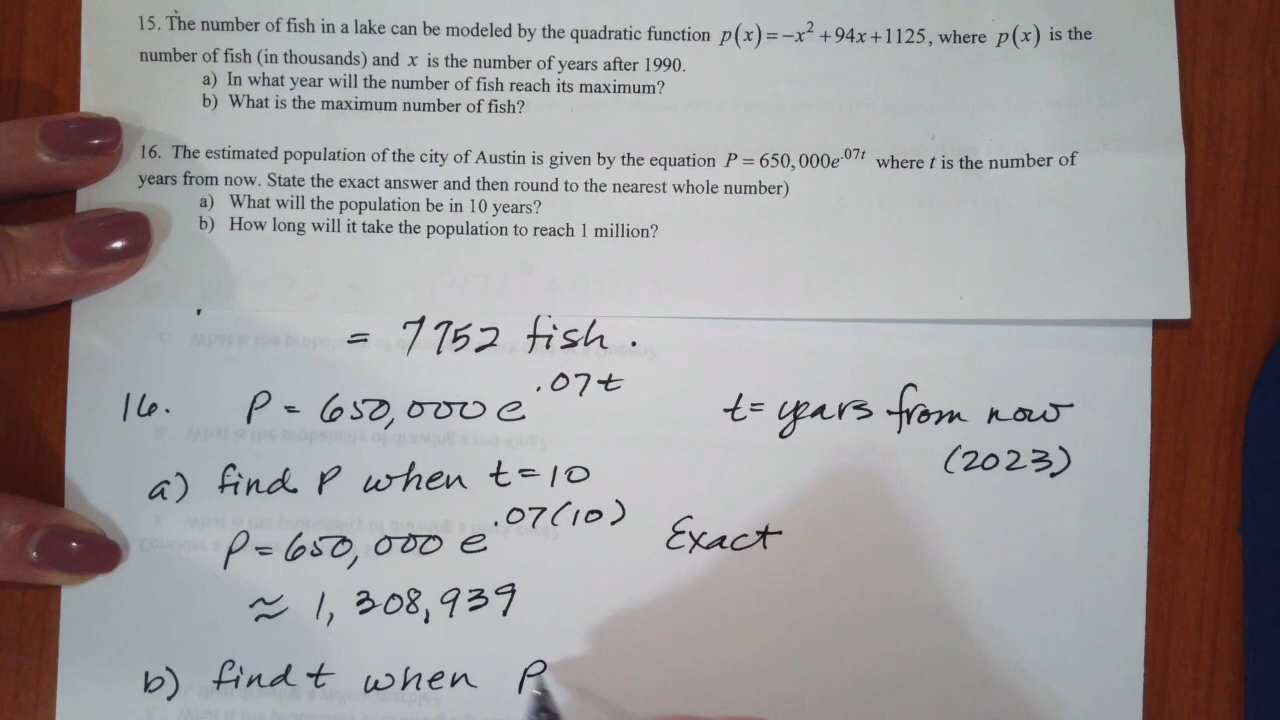 15. The number of fish in a lake can be modeled by the quadratic function p(x)=−x²+94x+1125, where p(x) is the
number of fish (in thousands) and x is the number of years after 1990.
a) In what year will the number of fish reach its maximum?
b) What is the maximum number of fish?
16. The estimated population of the city of Austin is given by the equation P=650,000e^.07t where t is the number of
years from now. State the exact answer and then round to the nearest whole number)
a) What will the population be in 10 years?
b) How long will it take the population to reach 1 million?
= 7752 fish.
16. P = 650,000 e^.07t t= years from now
(2023)
a) find P when t=10
P=650,000 e^.07(10) Exact
≈ 1,308,939
b) find t when P